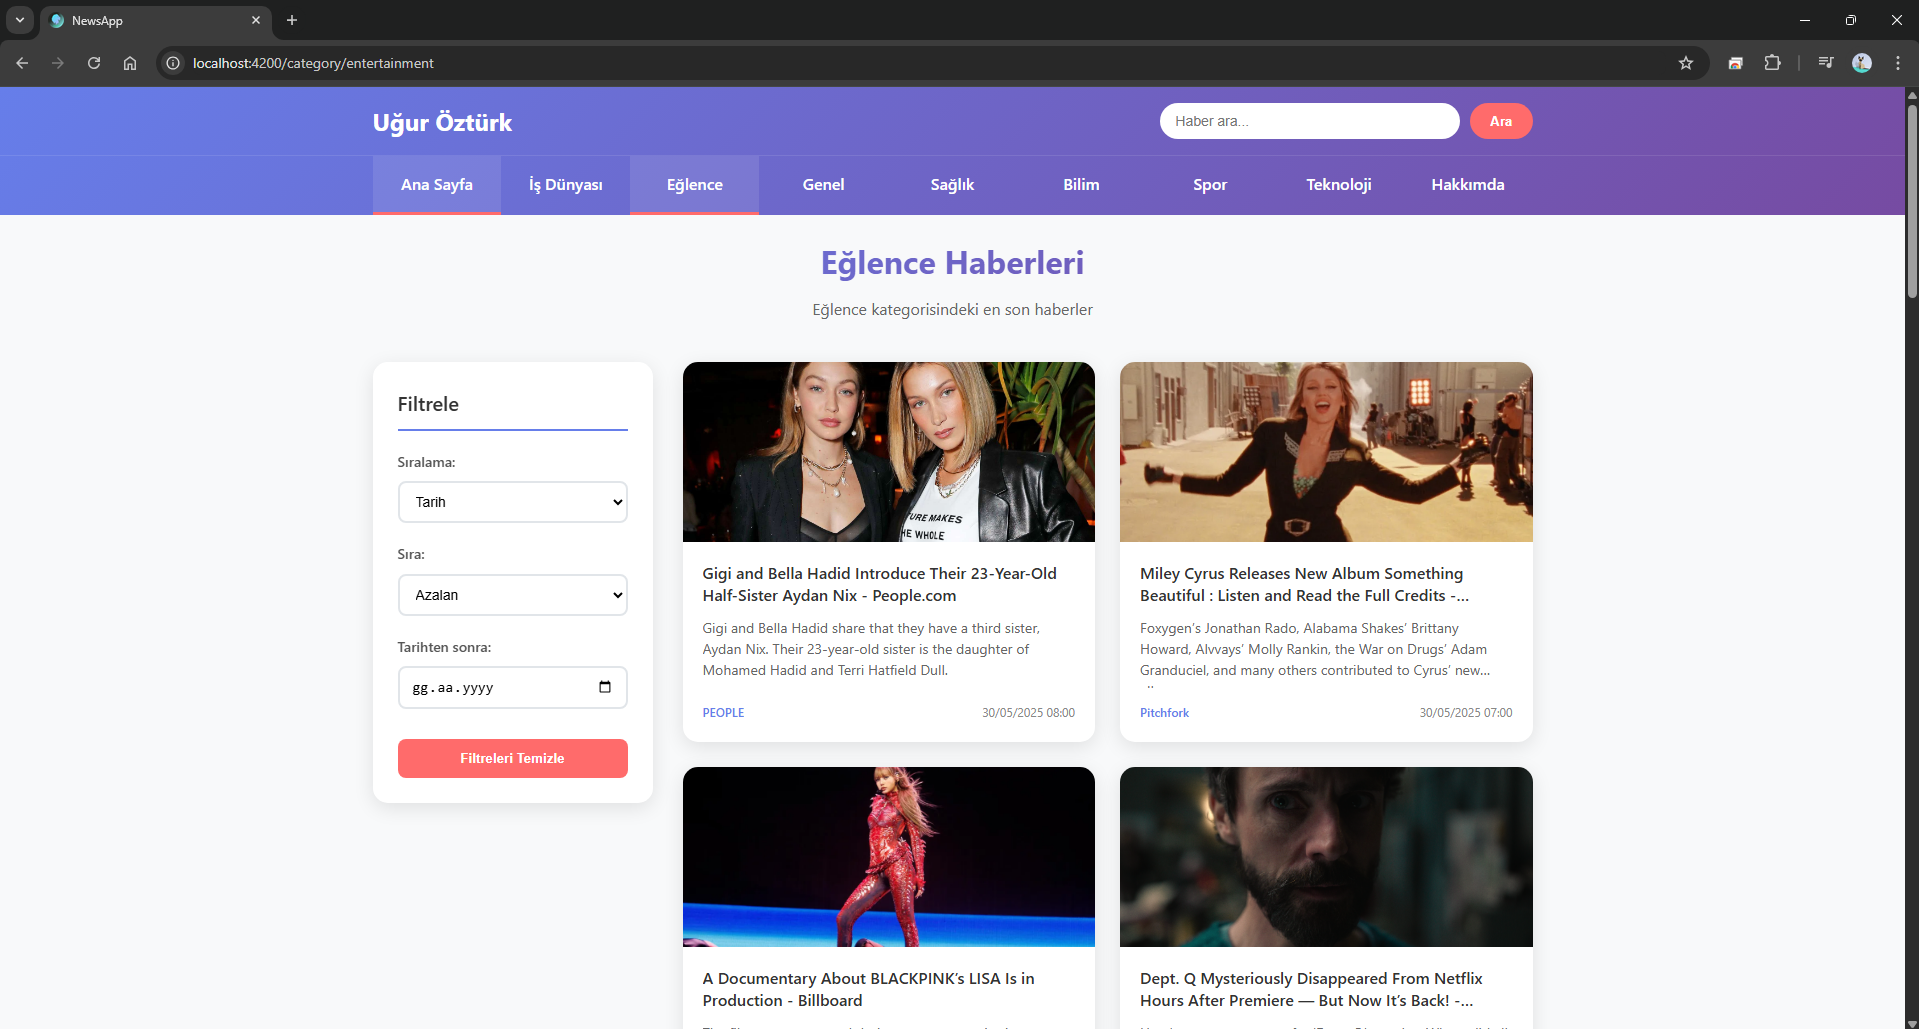 NewsApp
localhost:4200/category/entertainment
Uğur Öztürk
Haber ara...
Ara
Ana Sayfa
İş Dünyası
Eğlence
Genel
Sağlık
Bilim
Spor
Teknoloji
Hakkımda
Eğlence Haberleri
Eğlence kategorisindeki en son haberler
Filtrele
Sıralama:
Tarih
Sıra:
Azalan
Tarihten sonra:
gg.aa.yyyy
Filtreleri Temizle
URE MAKES
HE WHOLE
Gigi and Bella Hadid Introduce Their 23-Year-Old
Half-Sister Aydan Nix - People.com
Gigi and Bella Hadid share that they have a third sister,
Aydan Nix. Their 23-year-old sister is the daughter of
Mohamed Hadid and Terri Hatfield Dull.
PEOPLE
30/05/2025 08:00
Miley Cyrus Releases New Album Something
Beautiful : Listen and Read the Full Credits -...
Foxygen’s Jonathan Rado, Alabama Shakes’ Brittany
Howard, Alvvays’ Molly Rankin, the War on Drugs’ Adam
Granduciel, and many others contributed to Cyrus’ new...
Pitchfork
30/05/2025 07:00
A Documentary About BLACKPINK’s LISA Is in
Production - Billboard
Dept. Q Mysteriously Disappeared From Netflix
Hours After Premiere — But Now It’s Back! -...